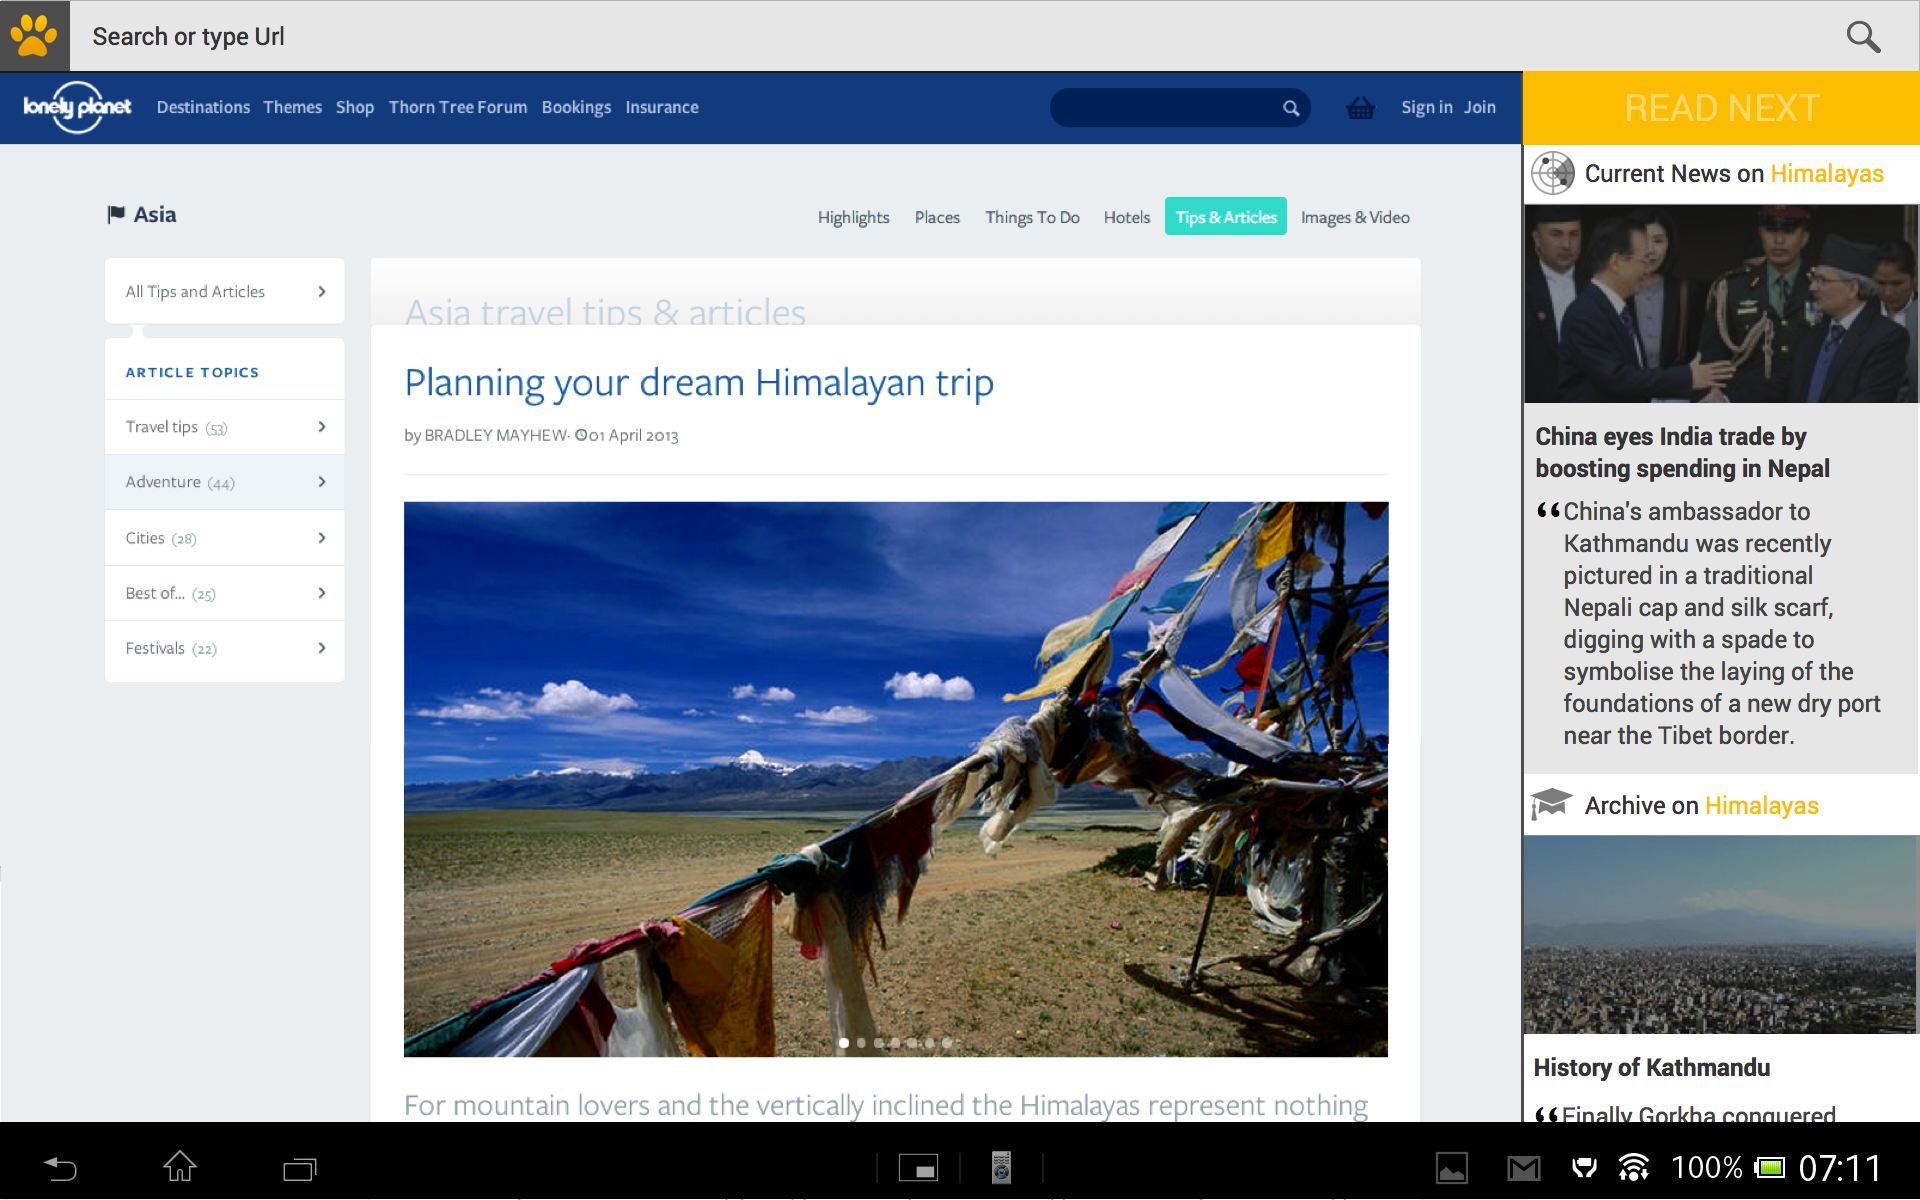 Search or type Url
lonely planet
Destinations Themes Shop Thorn Tree Forum Bookings Insurance
Sign in Join
READ NEXT
Asia
Highlights Places Things To Do Hotels Tips & Articles Images & Video
All Tips and Articles
ARTICLE TOPICS
Travel tips (53)
Adventure (44)
Cities (28)
Best of... (25)
Festivals (22)
Asia travel tips & articles
Planning your dream Himalayan trip
by BRADLEY MAYHEW· 01 April 2013
For mountain lovers and the vertically inclined the Himalayas represent nothing
Current News on Himalayas
China eyes India trade by
boosting spending in Nepal
“China's ambassador to
Kathmandu was recently
pictured in a traditional
Nepali cap and silk scarf,
digging with a spade to
symbolise the laying of the
foundations of a new dry port
near the Tibet border.
Archive on Himalayas
History of Kathmandu
“Finally Gorkha conquered
100% 07:11